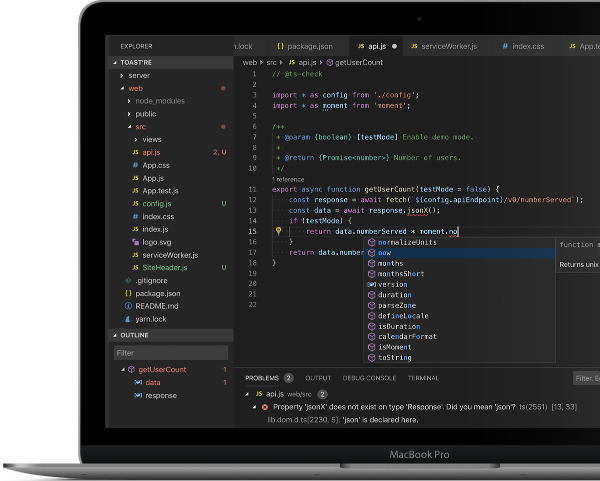 EXPLORER
TOAST'RE
server
web
node_modules
public
src
views
api.js 2, U
App.css
App.js
App.test.js
config.js U
index.css
index.js
logo.svg
serviceWorker.js
SiteHeader.js U
.gitignore
package.json
README.md
yarn.lock
OUTLINE
Filter
getUserCount 1
data 1
response
n.lock {} package.json JS api.js JS serviceWorker.js # index.css JS App.te
web › src › JS api.js › getUserCount
1 // @ts-check
2
3 import * as config from './config';
4 import * as moment from 'moment';
5
6 /**
7 * @param {boolean} [testMode] Enable demo mode.
8 *
9 * @return {Promise<number>} Number of users.
10 */
1 reference
11 export async function getUserCount(testMode = false) {
12 const response = await fetch(`${config.apiEndpoint}/v0/numberServed`);
13 const data = await response.jsonX();
14 if (testMode) {
15 return data.numberServed * moment.no
16 }
17 return data.number
18 }
19
20
21
22
normalizeUnits
now
months
monthsShort
version
duration
parseZone
defineLocale
isDuration
calendarFormat
isMoment
toString
function m
Returns unix
PROBLEMS 2 OUTPUT DEBUG CONSOLE TERMINAL
Filter.
JS api.js web/src 2
Property 'jsonX' does not exist on type 'Response'. Did you mean 'json'? ts(2551) [13, 33]
lib.dom.d.ts[2230, 5]: 'json' is declared here.
MacBook Pro